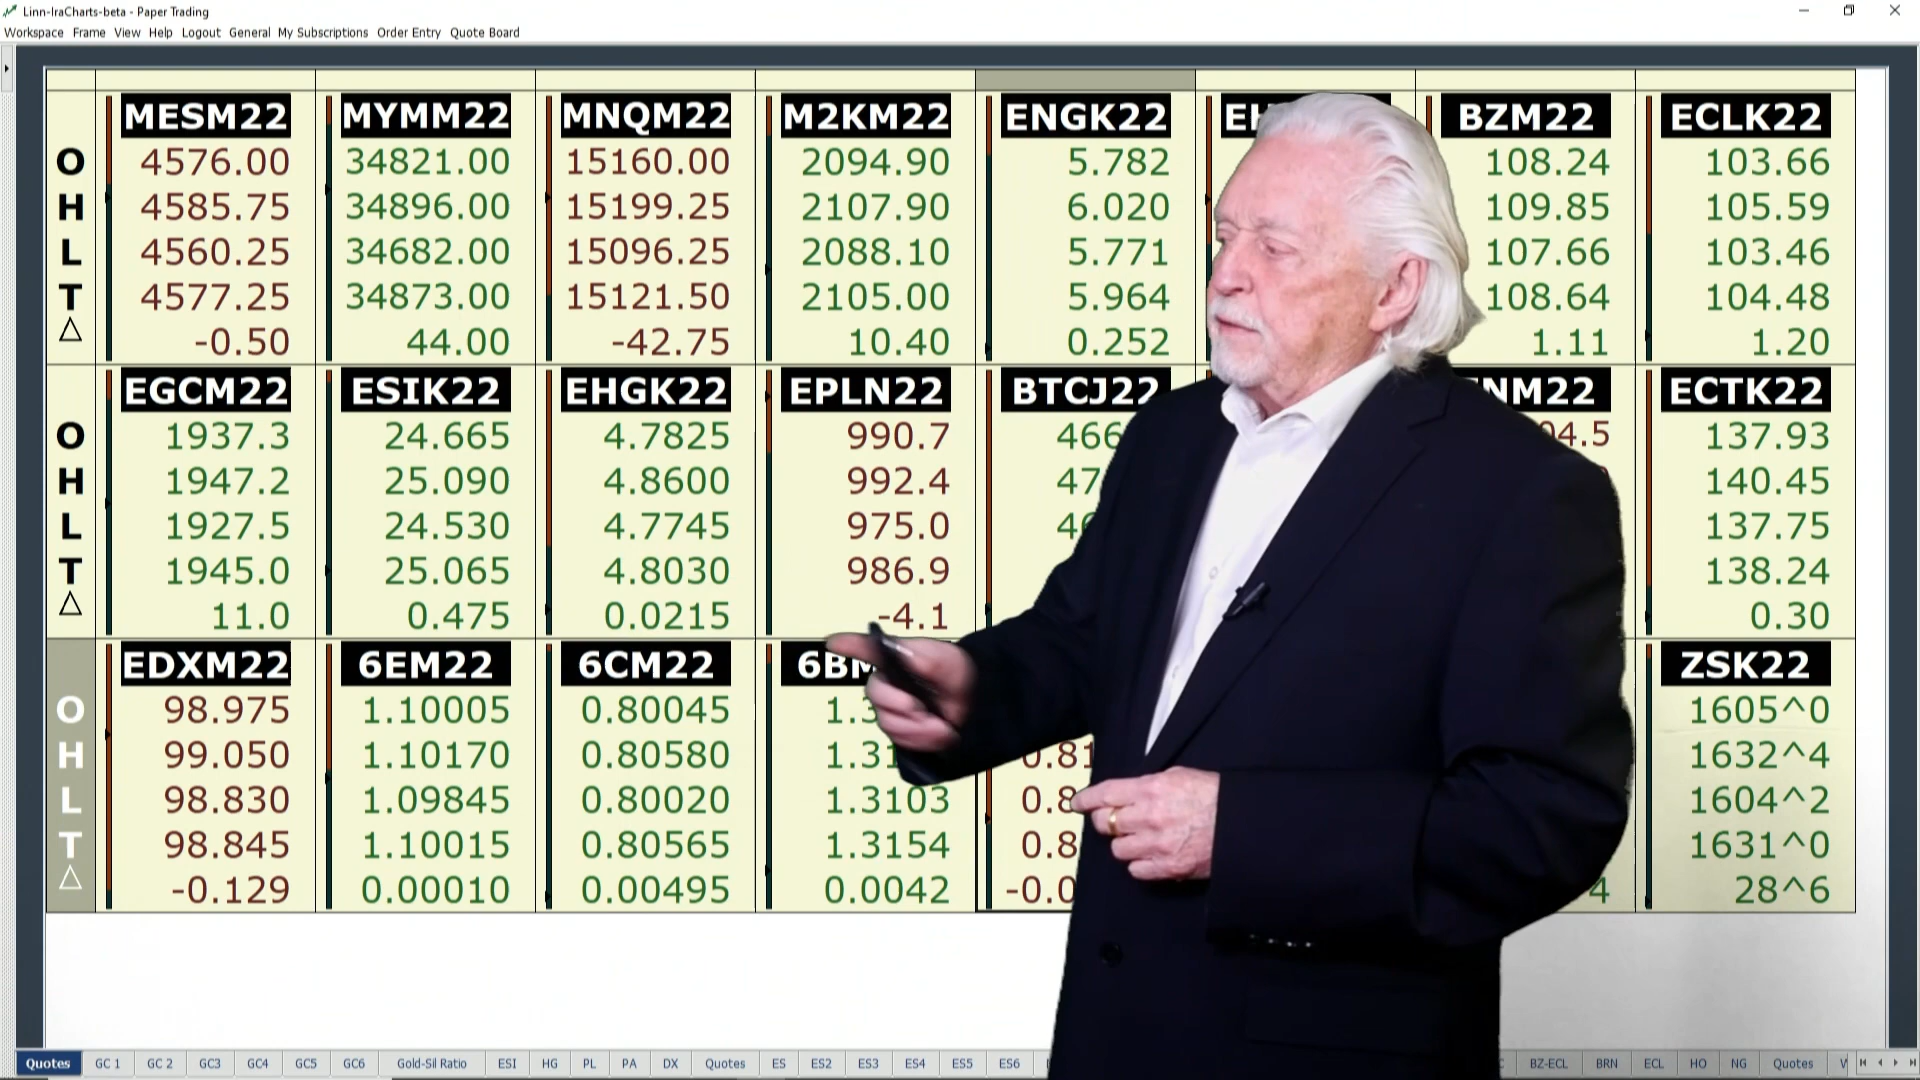 Linn-IraCharts-beta - Paper Trading
Workspace Frame View Help Logout General My Subscriptions Order Entry Quote Board
MESM22 MYMM22 MNQM22 M2KM22 ENGK22 BZM22 ECLK22
O 4576.00 34821.00 15160.00 2094.90 5.782 108.24 103.66
H 4585.75 34896.00 15199.25 2107.90 6.020 109.85 105.59
L 4560.25 34682.00 15096.25 2088.10 5.771 107.66 103.46
T 4577.25 34873.00 15121.50 2105.00 5.964 108.64 104.48
△ -0.50 44.00 -42.75 10.40 0.252 1.11 1.20
EGCM22 ESIK22 EHGK22 EPLN22 BTCJ22 ECTK22
O 1937.3 24.665 4.7825 990.7 137.93
H 1947.2 25.090 4.8600 992.4 140.45
L 1927.5 24.530 4.7745 975.0 137.75
T 1945.0 25.065 4.8030 986.9 138.24
△ 11.0 0.475 0.0215 -4.1 0.30
EDXM22 6EM22 6CM22 ZSK22
O 98.975 1.10005 0.80045 1605^0
H 99.050 1.10170 0.80580 1632^4
L 98.830 1.09845 0.80020 1.3103 1604^2
T 98.845 1.10015 0.80565 1.3154 1631^0
△ -0.129 0.00010 0.00495 0.0042 28^6
Quotes GC 1 GC 2 GC3 GC4 GC5 GC6 Gold-Sil Ratio ESI HG PL PA DX Quotes ES ES2 ES3 ES4 ES5 ES6 BZ-ECL BRN ECL HO NG Quotes